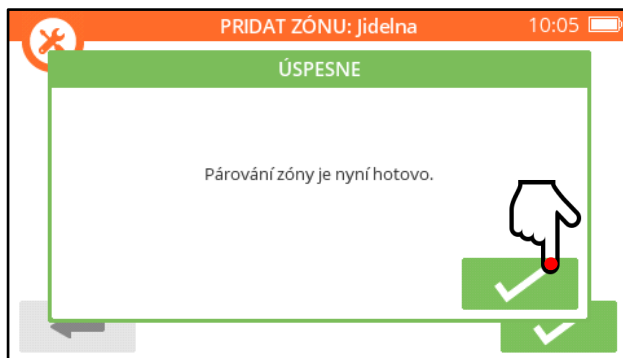 PRIDAT ZÓNU: Jidelna 10:05
ÚSPESNE
Párování zóny je nyní hotovo.